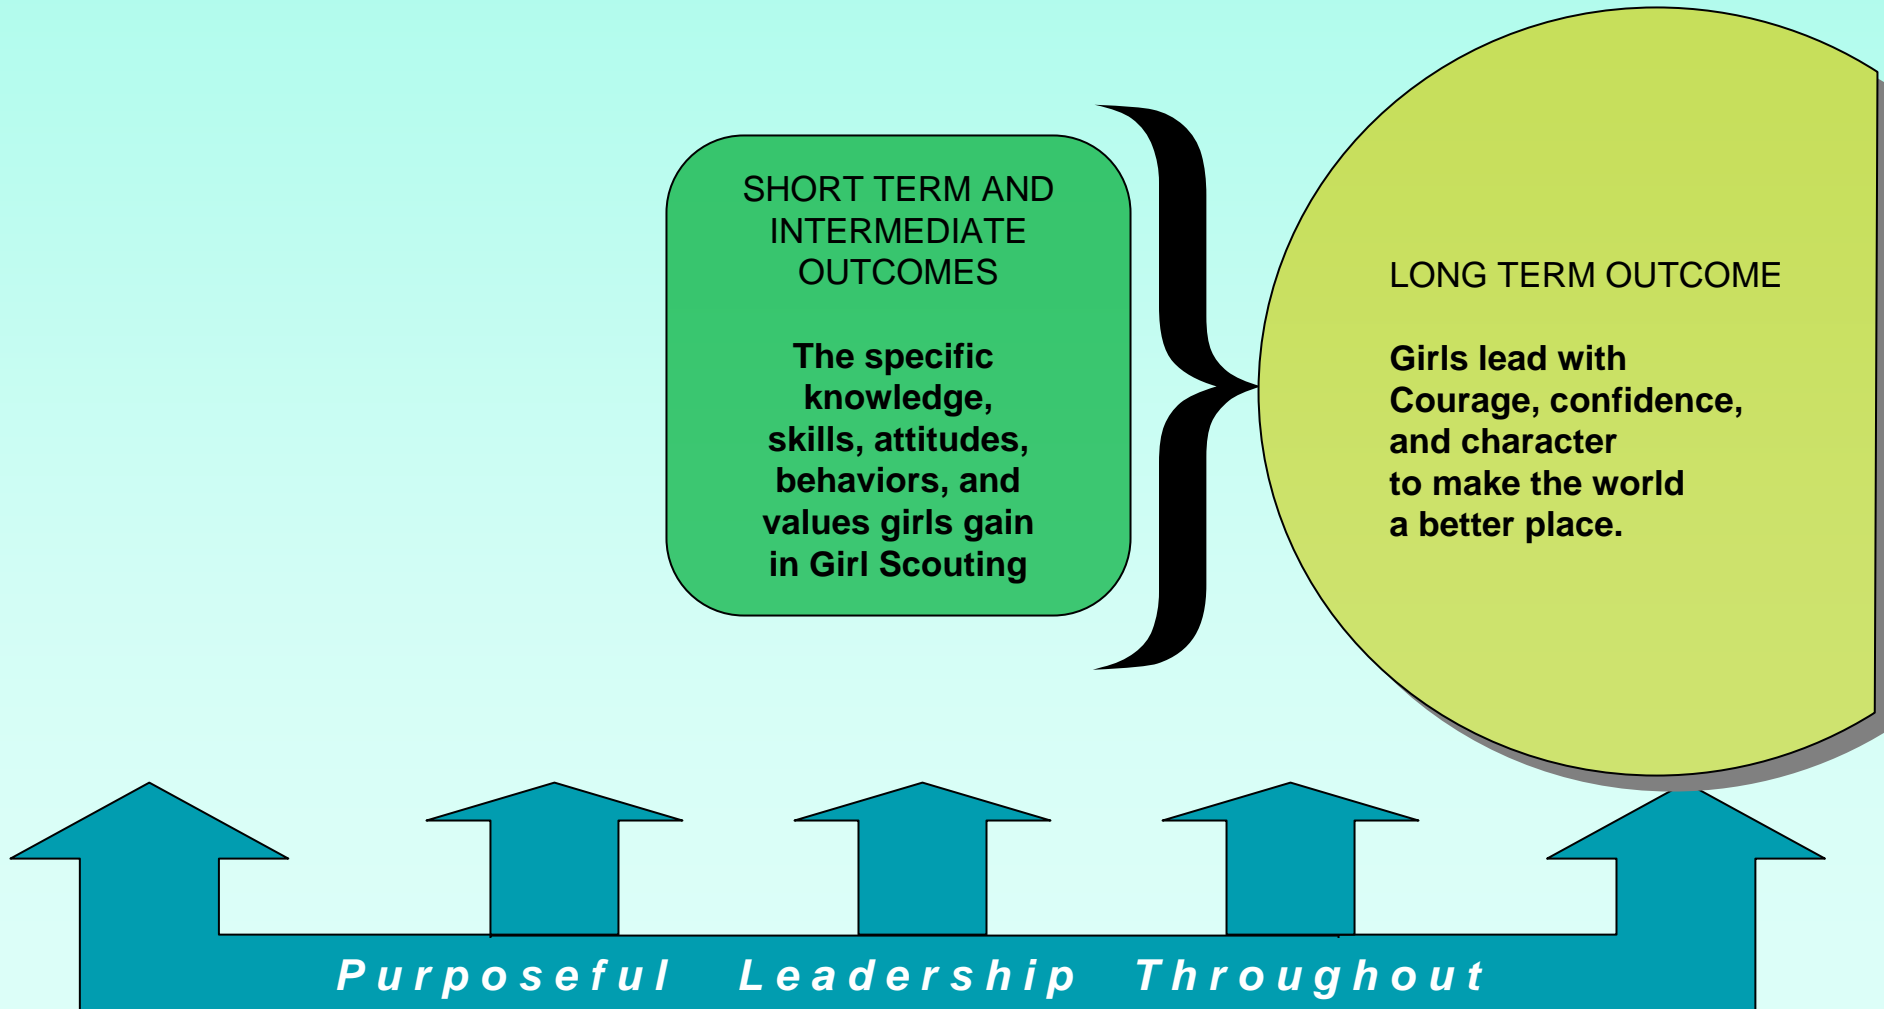 SHORT TERM AND
INTERMEDIATE
OUTCOMES
The specific
knowledge,
skills, attitudes,
behaviors, and
values girls gain
in Girl Scouting
LONG TERM OUTCOME
Girls lead with
Courage, confidence,
and character
to make the world
a better place.
Purposeful Leadership Throughout